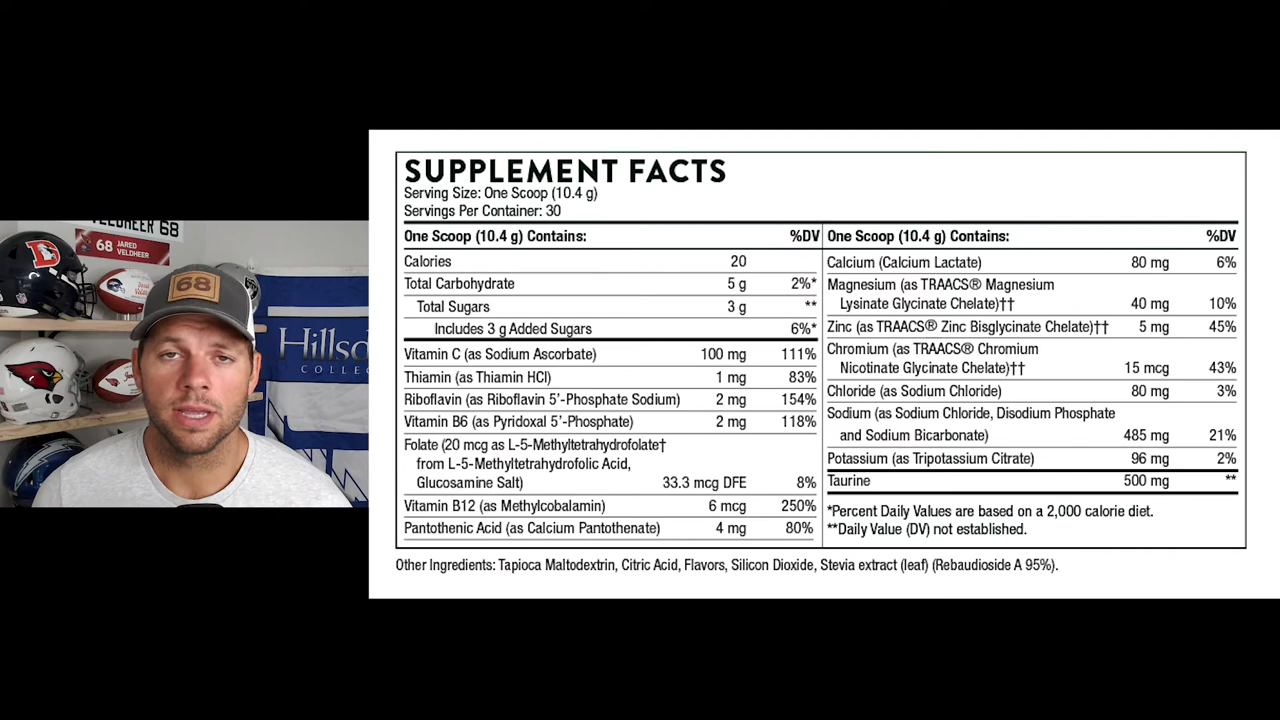 VELDHEER 68
68 JARED
VELDHEER
68
Hillsd
COLLEG
SUPPLEMENT FACTS
Serving Size: One Scoop (10.4 g)
Servings Per Container: 30
One Scoop (10.4 g) Contains: %DV
Calories 20
Total Carbohydrate 5 g 2%*
Total Sugars 3 g **
Includes 3 g Added Sugars 6%*
Vitamin C (as Sodium Ascorbate) 100 mg 111%
Thiamin (as Thiamin HCl) 1 mg 83%
Riboflavin (as Riboflavin 5’-Phosphate Sodium) 2 mg 154%
Vitamin B6 (as Pyridoxal 5’-Phosphate) 2 mg 118%
Folate (20 mcg as L-5-Methyltetrahydrofolate†
from L-5-Methyltetrahydrofolic Acid,
Glucosamine Salt) 33.3 mcg DFE 8%
Vitamin B12 (as Methylcobalamin) 6 mcg 250%
Pantothenic Acid (as Calcium Pantothenate) 4 mg 80%
One Scoop (10.4 g) Contains: %DV
Calcium (Calcium Lactate) 80 mg 6%
Magnesium (as TRAACS® Magnesium
Lysinate Glycinate Chelate)†† 40 mg 10%
Zinc (as TRAACS® Zinc Bisglycinate Chelate)†† 5 mg 45%
Chromium (as TRAACS® Chromium
Nicotinate Glycinate Chelate)†† 15 mcg 43%
Chloride (as Sodium Chloride) 80 mg 3%
Sodium (as Sodium Chloride, Disodium Phosphate
and Sodium Bicarbonate) 485 mg 21%
Potassium (as Tripotassium Citrate) 96 mg 2%
Taurine 500 mg **
*Percent Daily Values are based on a 2,000 calorie diet.
**Daily Value (DV) not established.
Other Ingredients: Tapioca Maltodextrin, Citric Acid, Flavors, Silicon Dioxide, Stevia extract (leaf) (Rebaudioside A 95%).